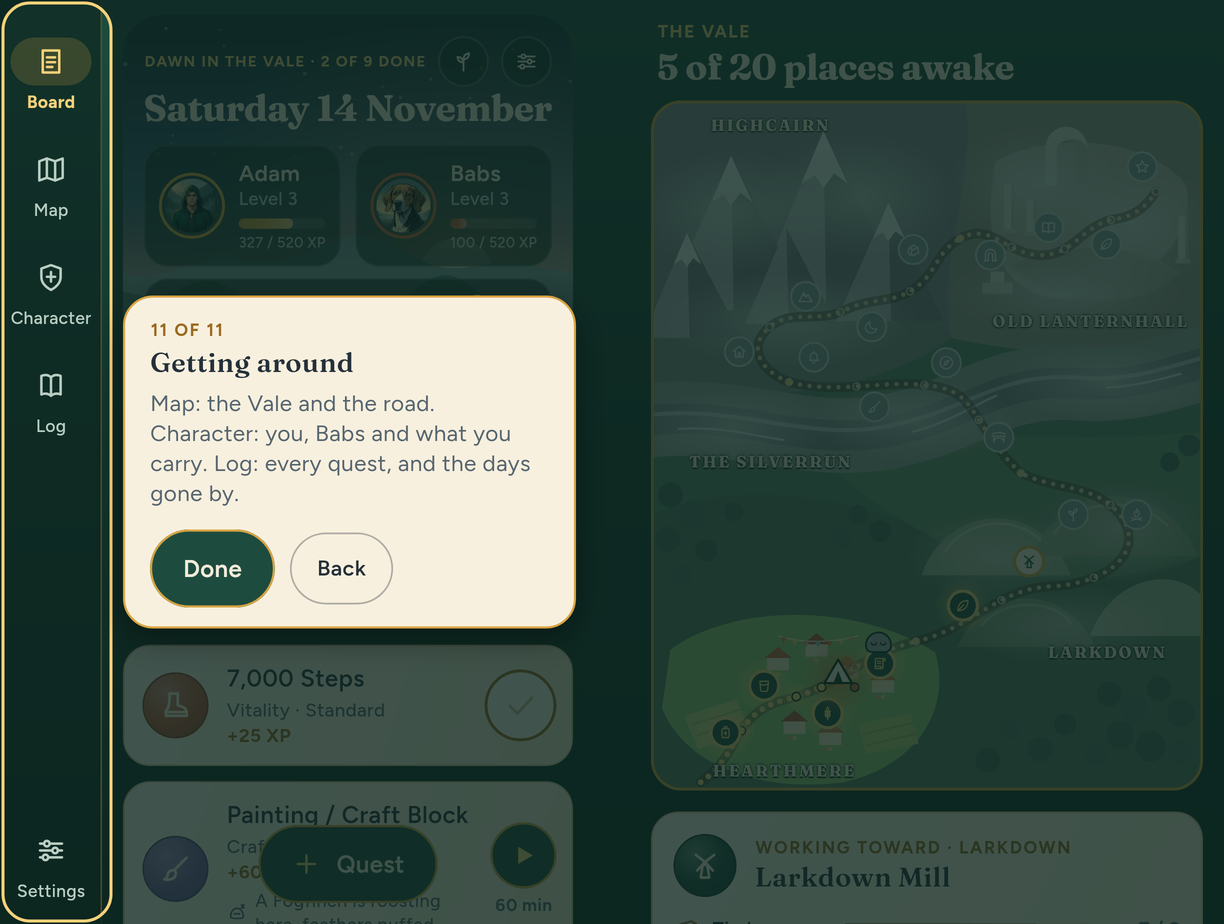 Board
Map
Character
Log
Settings
DAWN IN THE VALE · 2 OF 9 DONE
Saturday 14 November
Adam
Level 3
327 / 520 XP
Babs
Level 3
100 / 520 XP
11 OF 11
Getting around
Map: the Vale and the road.
Character: you, Babs and what you
carry. Log: every quest, and the days
gone by.
Done
Back
7,000 Steps
Vitality · Standard
+25 XP
Painting / Craft Block
+60
Quest
60 min
THE VALE
5 of 20 places awake
HIGHCAIRN
OLD LANTERNHALL
THE SILVERRUN
LARKDOWN
HEARTHMERE
WORKING TOWARD · LARKDOWN
Larkdown Mill